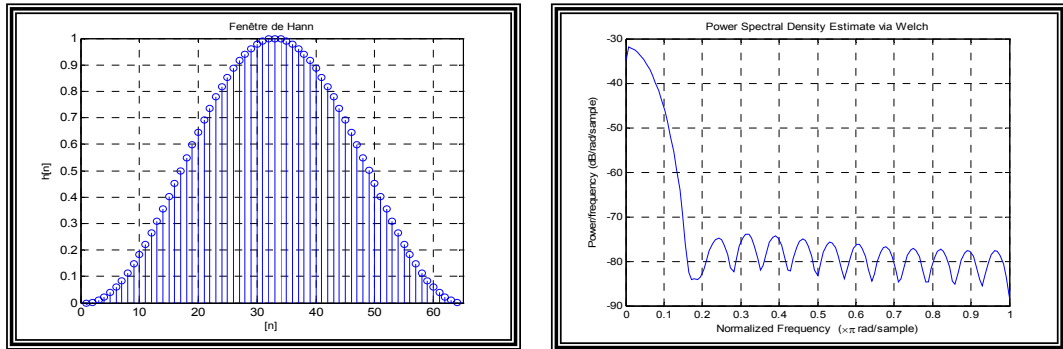 Fenêtre de Hann
1
0.9
0.8
0.7
0.6
0.5
0.4
0.3
0.2
0.1
0
h[n]
0 10 20 30 40 50 60
[n]
Power Spectral Density Estimate via Welch
-30
-40
-50
-60
-70
-80
-90
Power/frequency (dB/rad/sample)
0 0.1 0.2 0.3 0.4 0.5 0.6 0.7 0.8 0.9 1
Normalized Frequency (×π rad/sample)